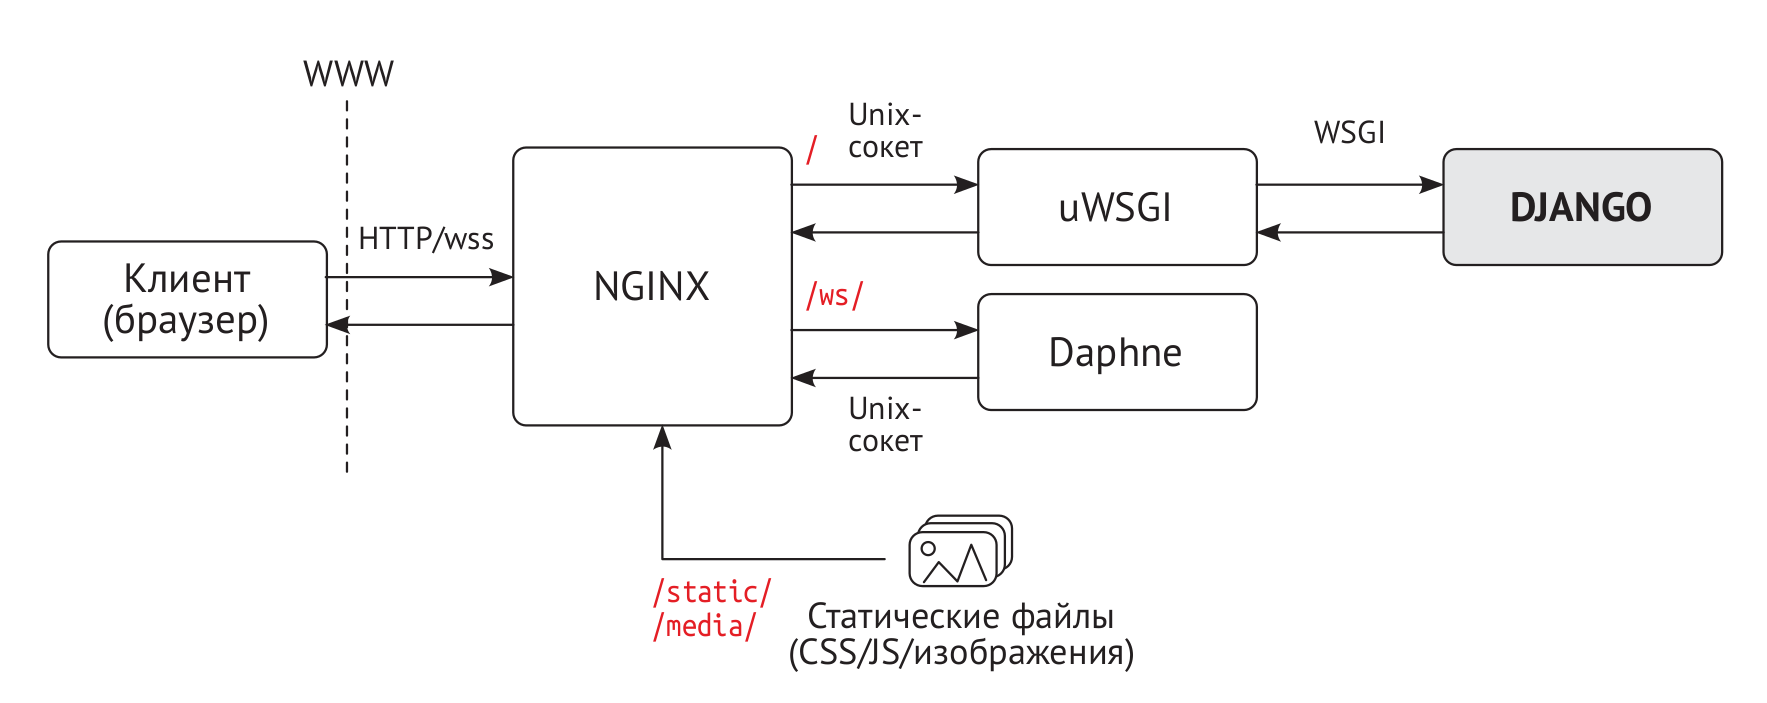 WWW
HTTP/wss
Клиент
(браузер)
NGINX
/
Unix-
сокет
uWSGI
WSGI
DJANGO
/ws/
Daphne
Unix-
сокет
/static/
/media/
Статические файлы
(CSS/JS/изображения)